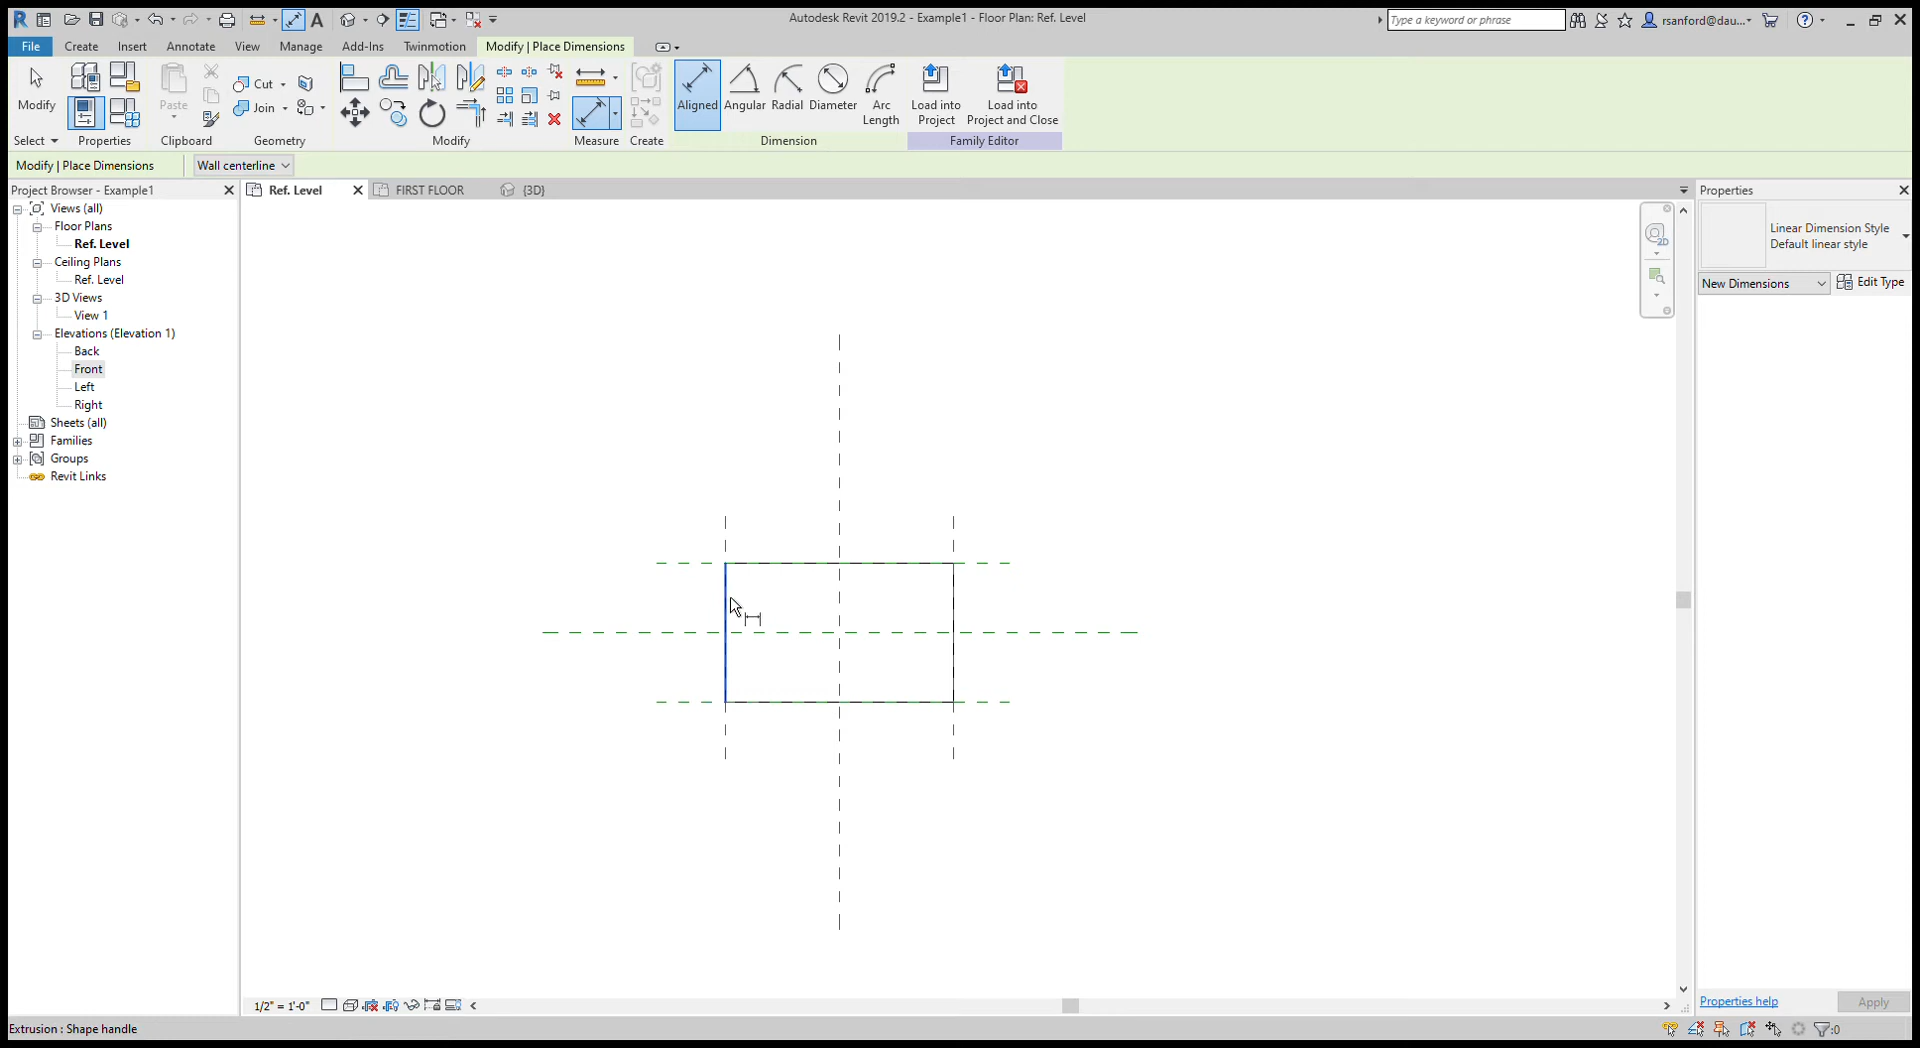 Autodesk Revit 2019.2 - Example1 - Floor Plan: Ref. Level
Type a keyword or phrase
rsanford@dau...
File
Create
Insert
Annotate
View
Manage
Add-Ins
Twinmotion
Modify | Place Dimensions
Modify
Paste
Cut
Join
Aligned
Angular
Radial
Diameter
Arc
Length
Load into
Project
Load into
Project and Close
Select
Properties
Clipboard
Geometry
Modify
Measure
Create
Dimension
Family Editor
Modify | Place Dimensions
Wall centerline
Project Browser - Example1
Ref. Level
FIRST FLOOR
{3D}
Properties
Views (all)
Floor Plans
Ref. Level
Ceiling Plans
Ref. Level
3D Views
View 1
Elevations (Elevation 1)
Back
Front
Left
Right
Sheets (all)
Families
Groups
Revit Links
2D
Linear Dimension Style
Default linear style
New Dimensions
Edit Type
1/2" = 1'-0"
Properties help
Apply
Extrusion : Shape handle
:0